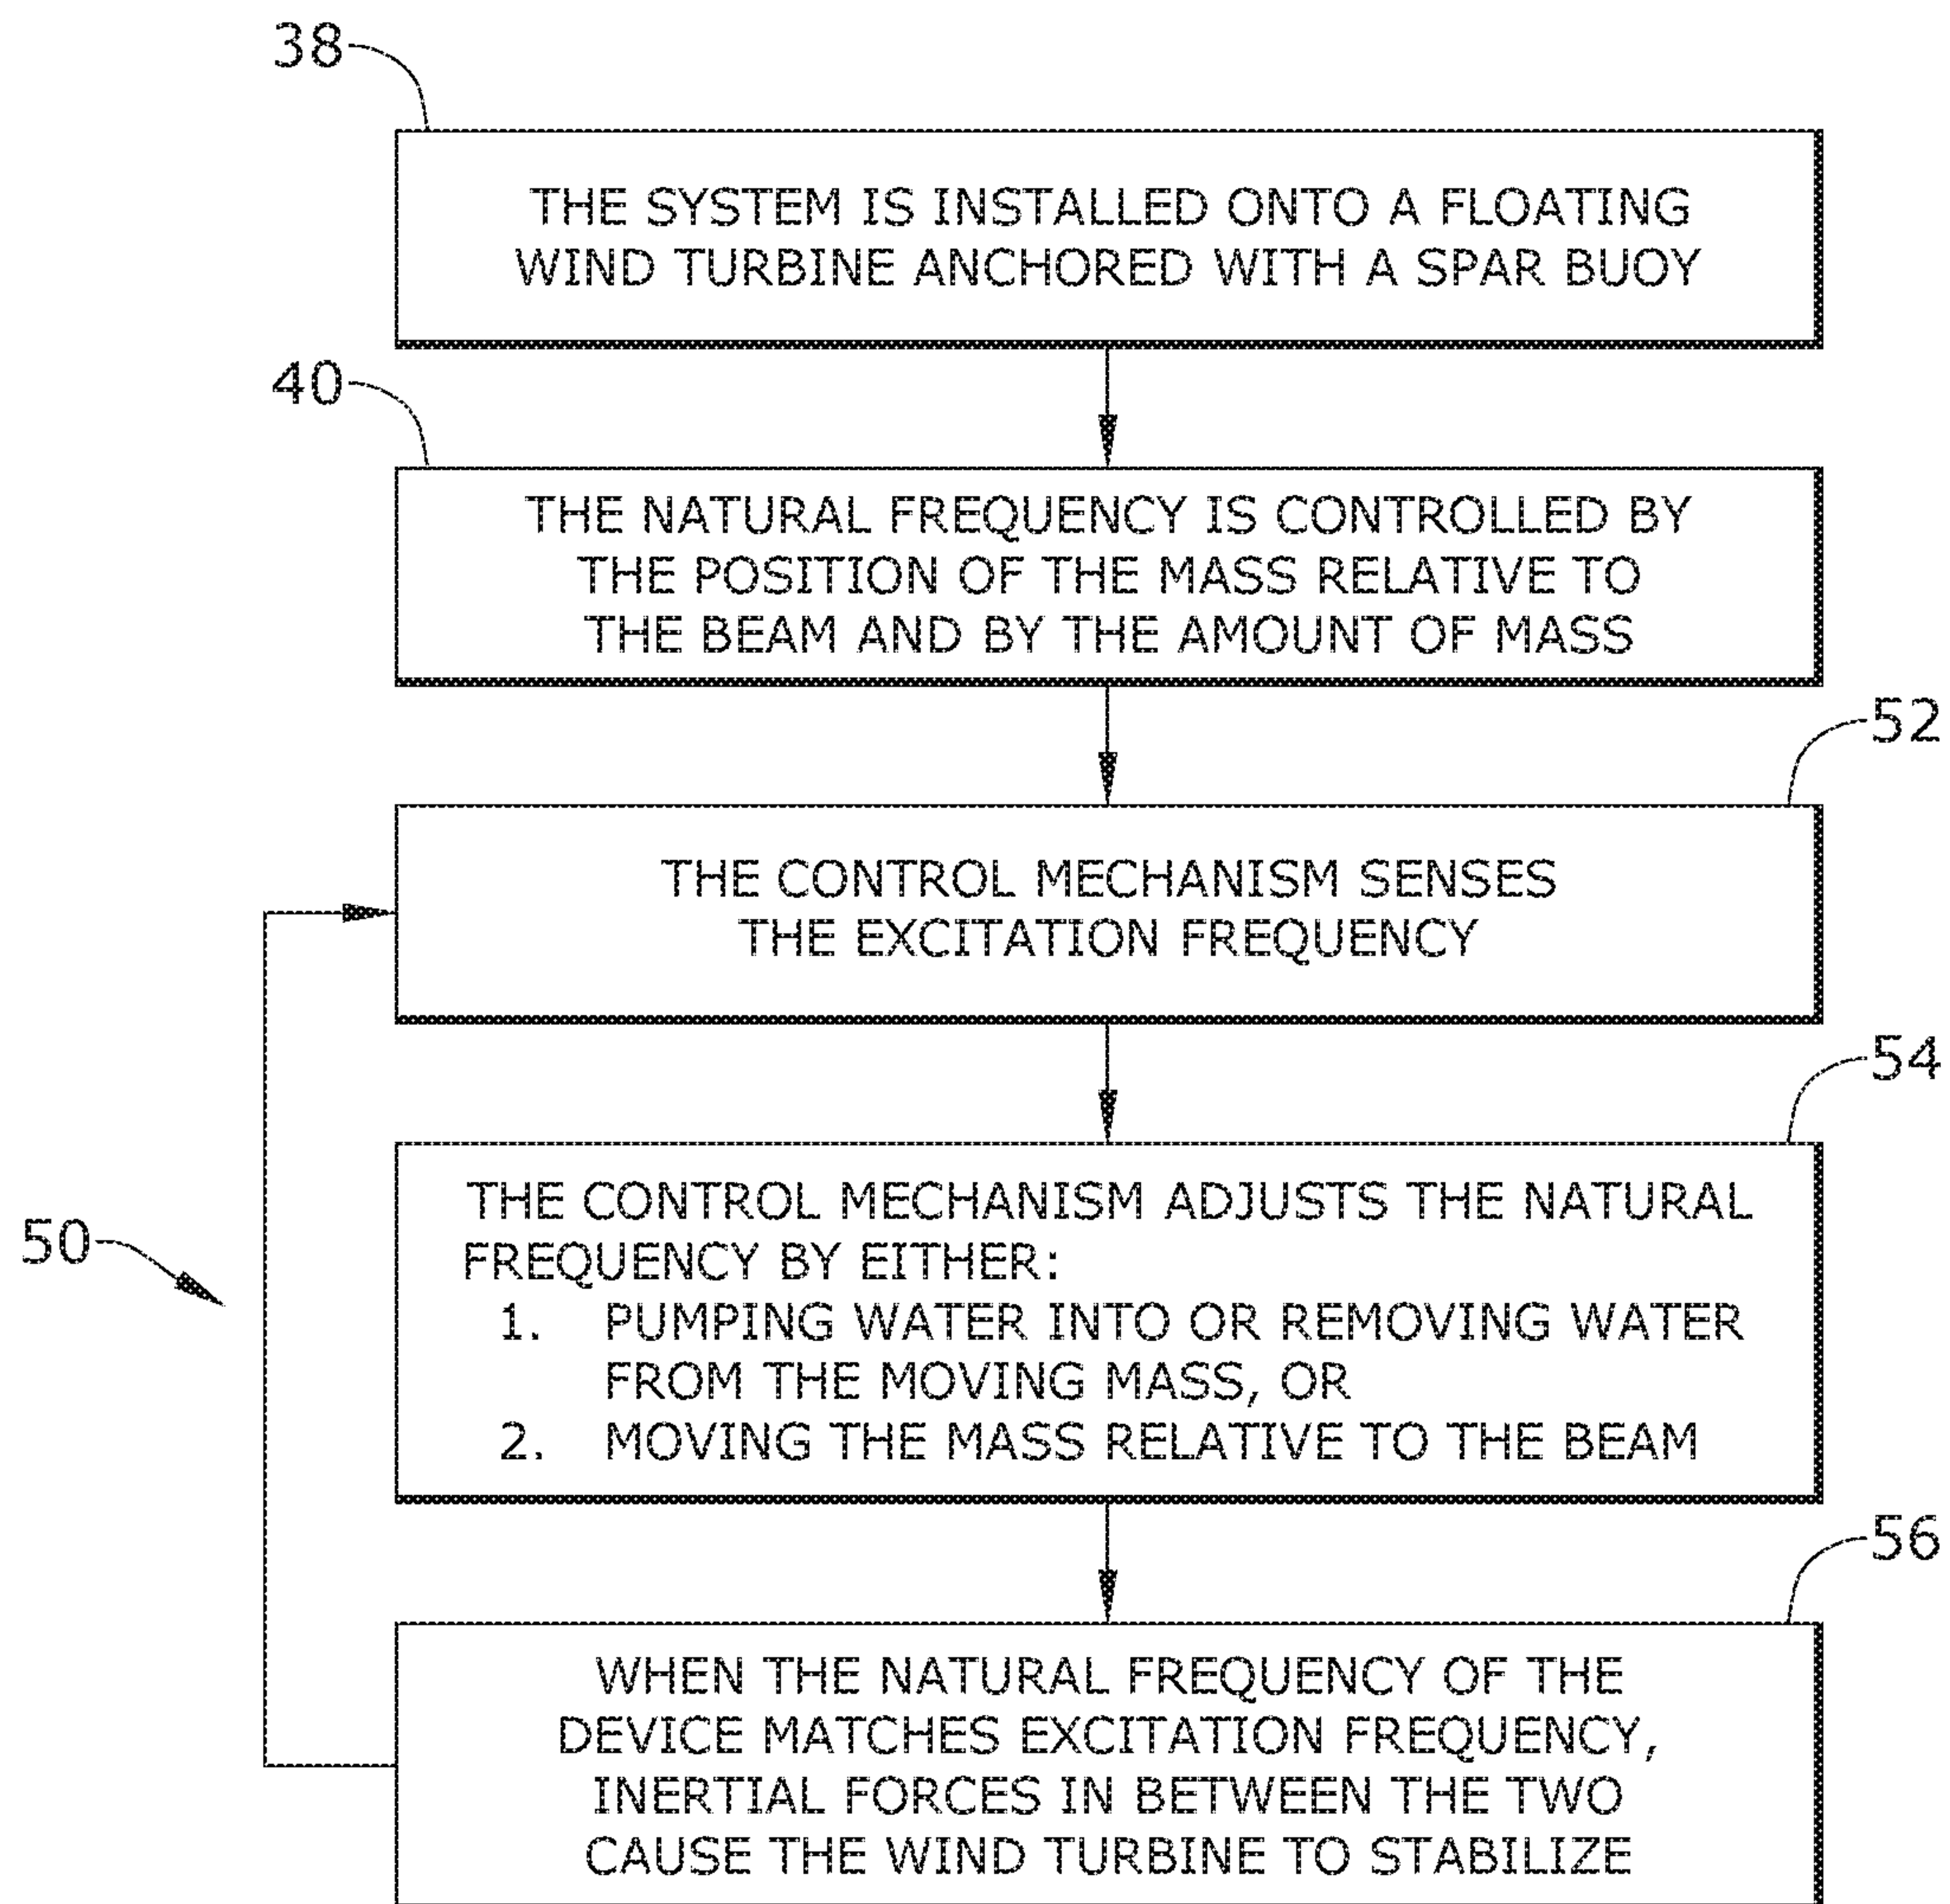 38
THE SYSTEM IS INSTALLED ONTO A FLOATING
WIND TURBINE ANCHORED WITH A SPAR BUOY
40
THE NATURAL FREQUENCY IS CONTROLLED BY
THE POSITION OF THE MASS RELATIVE TO
THE BEAM AND BY THE AMOUNT OF MASS
52
THE CONTROL MECHANISM SENSES
THE EXCITATION FREQUENCY
54
THE CONTROL MECHANISM ADJUSTS THE NATURAL
FREQUENCY BY EITHER:
1. PUMPING WATER INTO OR REMOVING WATER
FROM THE MOVING MASS, OR
2. MOVING THE MASS RELATIVE TO THE BEAM
50
56
WHEN THE NATURAL FREQUENCY OF THE
DEVICE MATCHES EXCITATION FREQUENCY,
INERTIAL FORCES IN BETWEEN THE TWO
CAUSE THE WIND TURBINE TO STABILIZE